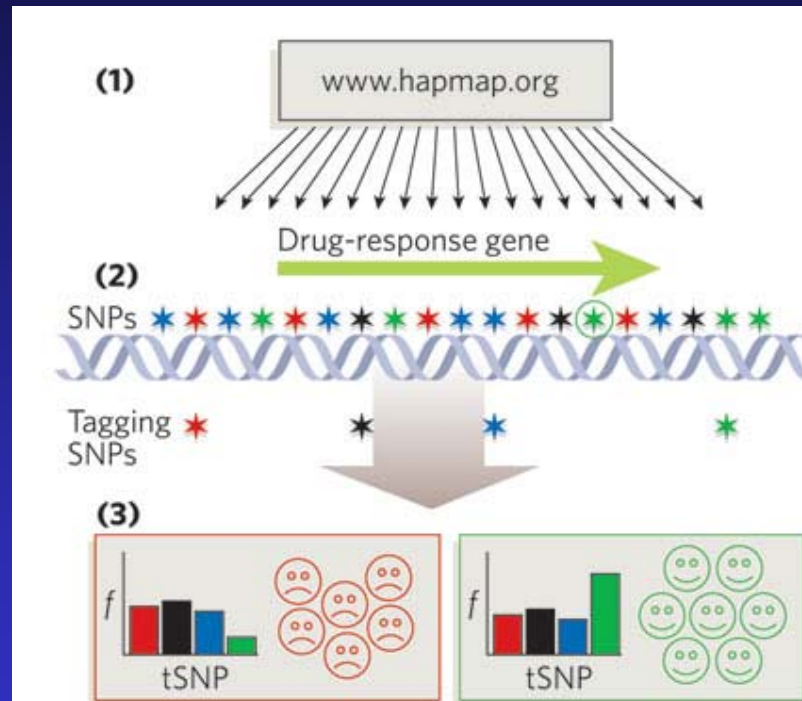 (1)
www.hapmap.org
Drug-response gene
(2)
SNPs
Tagging
SNPs
(3)
f
tSNP
f
tSNP